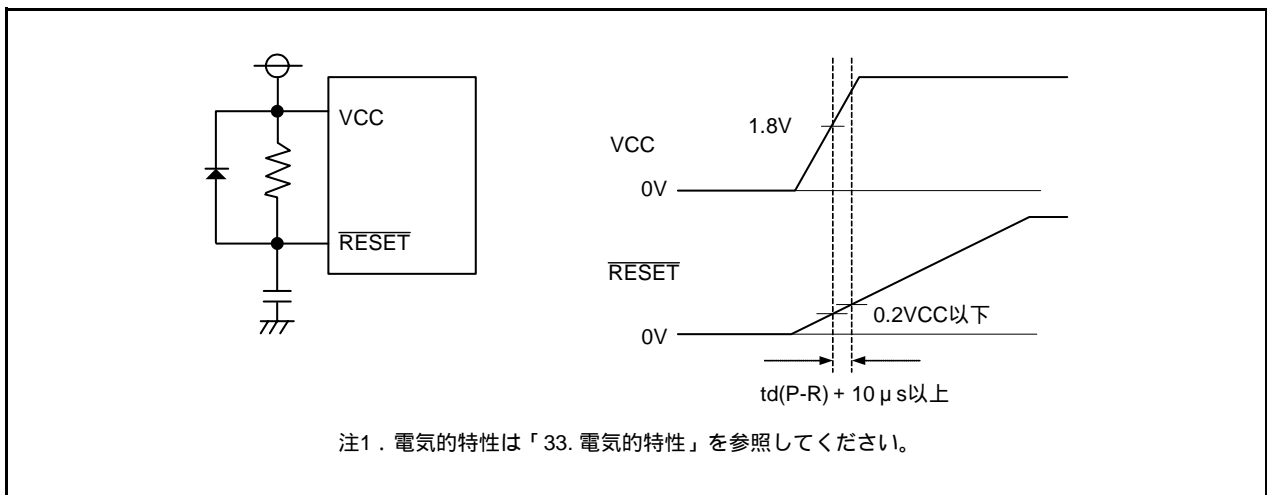 VCC
RESET
1.8V
VCC
0V
RESET
0.2VCC以下
0V
td(P-R) + 10 μ s以上
注1．電気的特性は「33. 電気的特性」を参照してください。